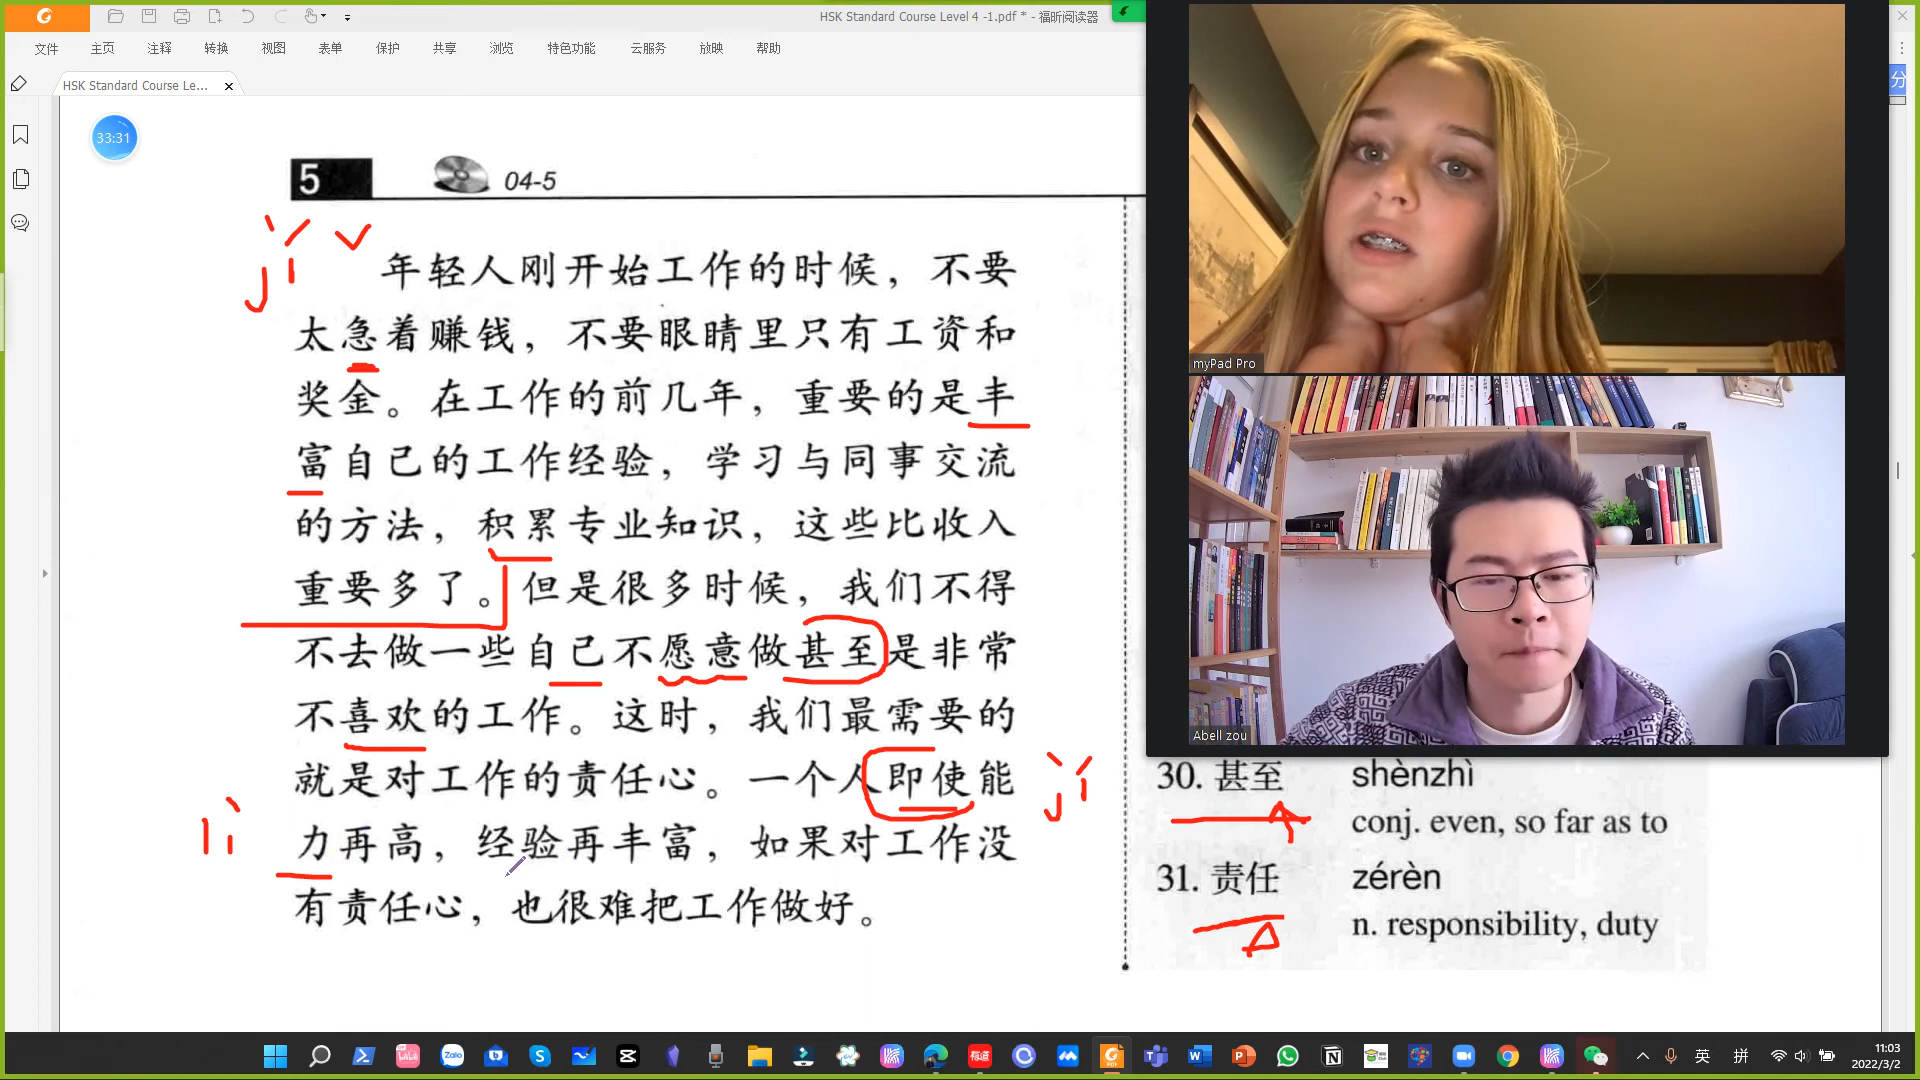 HSK Standard Course Level 4 -1.pdf * - 福昕阅读器
文件 主页 注释 转换 视图 表单 保护 共享 浏览 特色功能 云服务 放映 帮助
HSK Standard Course Le...
分
33:31
5 04-5
jí
年轻人刚开始工作的时候，不要
太急着赚钱，不要眼睛里只有工资和
奖金。在工作的前几年，重要的是丰
富自己的工作经验，学习与同事交流
的方法，积累专业知识，这些比收入
重要多了。但是很多时候，我们不得
不去做一些自己不愿意做甚至是非常
不喜欢的工作。这时，我们最需要的
就是对工作的责任心。一个人即使能
力再高，经验再丰富，如果对工作没
有责任心，也很难把工作做好。
jí
lì
myPad Pro
Abell zou
30. 甚至 shènzhì
conj. even, so far as to
31. 责任 zérèn
n. responsibility, duty
Zalo
有道
英 拼
11:03
2022/3/2